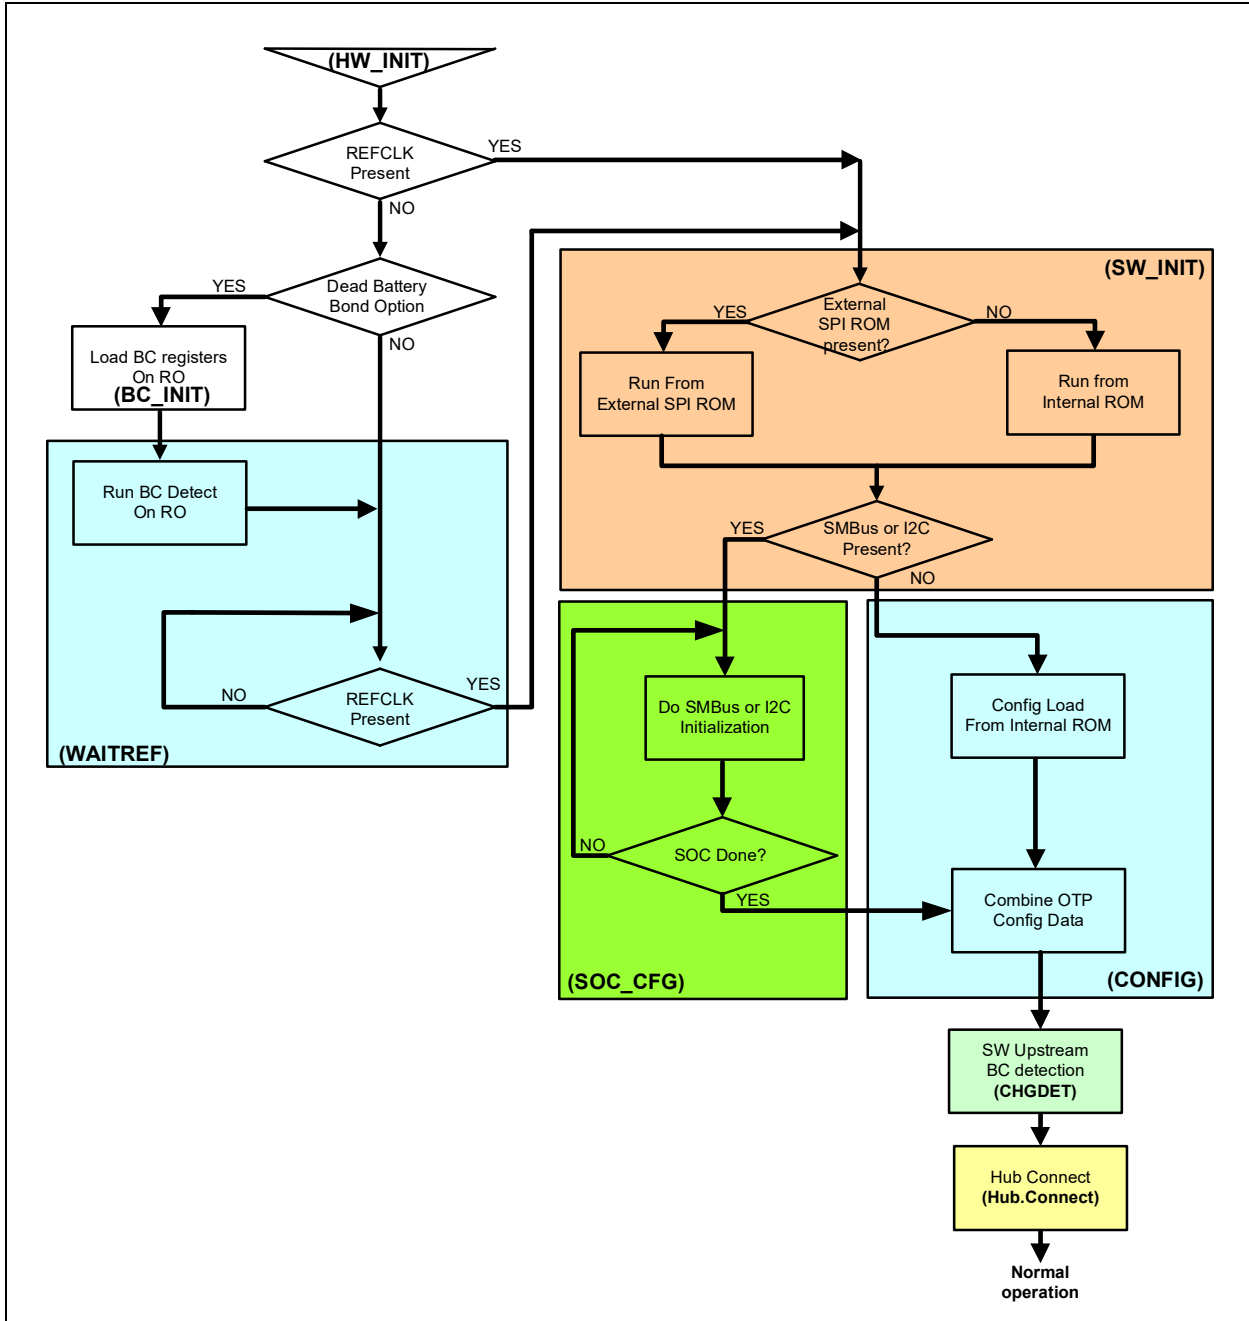 (HW_INIT)
REFCLK
Present
YES
NO
Dead Battery
Bond Option
YES
NO
Load BC registers
On RO
(BC_INIT)
Run BC Detect
On RO
REFCLK
Present
NO
YES
(WAITREF)
(SW_INIT)
External
SPI ROM
present?
YES
NO
Run From
External SPI ROM
Run from
Internal ROM
SMBus or I2C
Present?
YES
NO
Do SMBus or I2C
Initialization
SOC Done?
NO
YES
(SOC_CFG)
Config Load
From Internal ROM
Combine OTP
Config Data
(CONFIG)
SW Upstream
BC detection
(CHGDET)
Hub Connect
(Hub.Connect)
Normal
operation